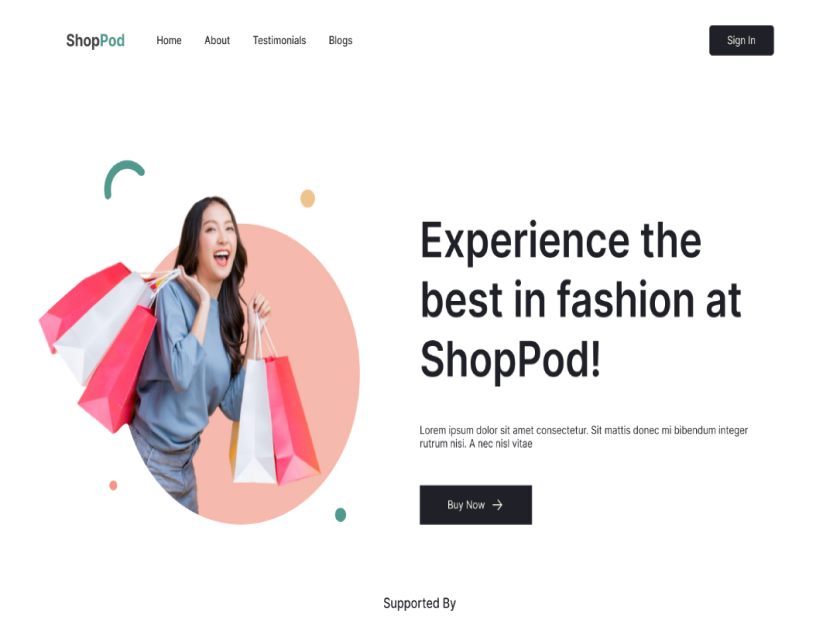 ShopPod Home About Testimonials Blogs Sign In
Experience the
best in fashion at
ShopPod!
Lorem ipsum dolor sit amet consectetur. Sit mattis donec mi bibendum integer
rutrum nisi. A nec nisl vitae
Buy Now
Supported By